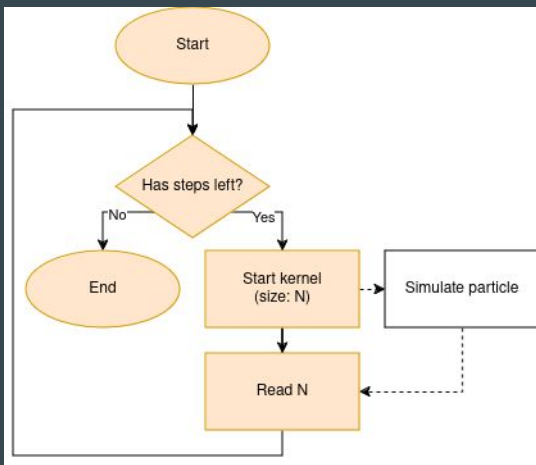 Start
Has steps left?
No
Yes
End
Start kernel
(size: N)
Simulate particle
Read N